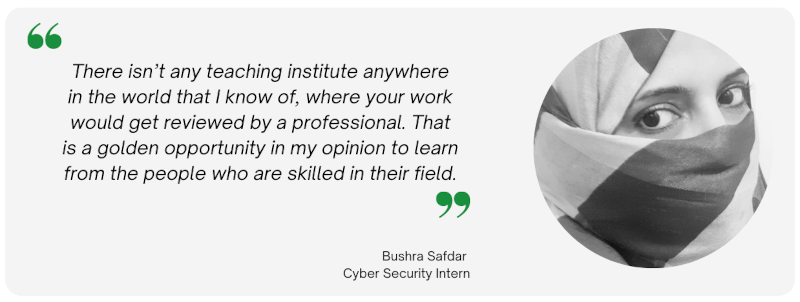 “
There isn’t any teaching institute anywhere
in the world that I know of, where your work
would get reviewed by a professional. That
is a golden opportunity in my opinion to learn
from the people who are skilled in their field.
”
Bushra Safdar
Cyber Security Intern